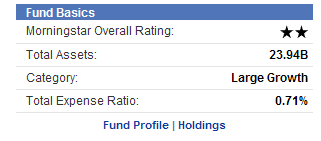 Fund Basics
Morningstar Overall Rating: ★★
Total Assets: 23.94B
Category: Large Growth
Total Expense Ratio: 0.71%
Fund Profile | Holdings